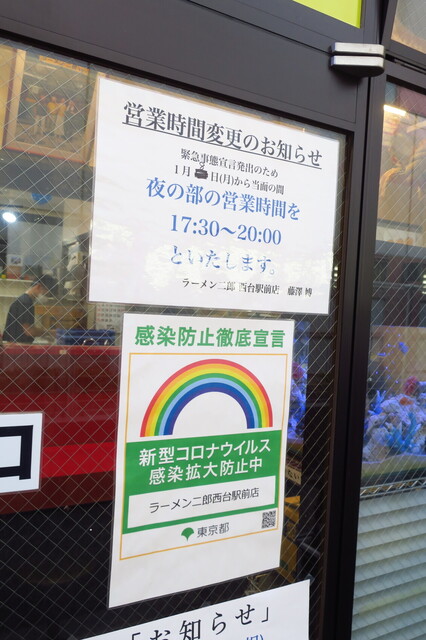 営業時間変更のお知らせ
緊急事態宣言発出のため
1月 日(月)から当面の間
夜の部の営業時間を
17:30～20:00
といたします。
ラーメン二郎 西台駅前店 藤澤 博
感染防止徹底宣言
新型コロナウイルス
感染拡大防止中
ラーメン二郎西台駅前店
東京都
「お知らせ」